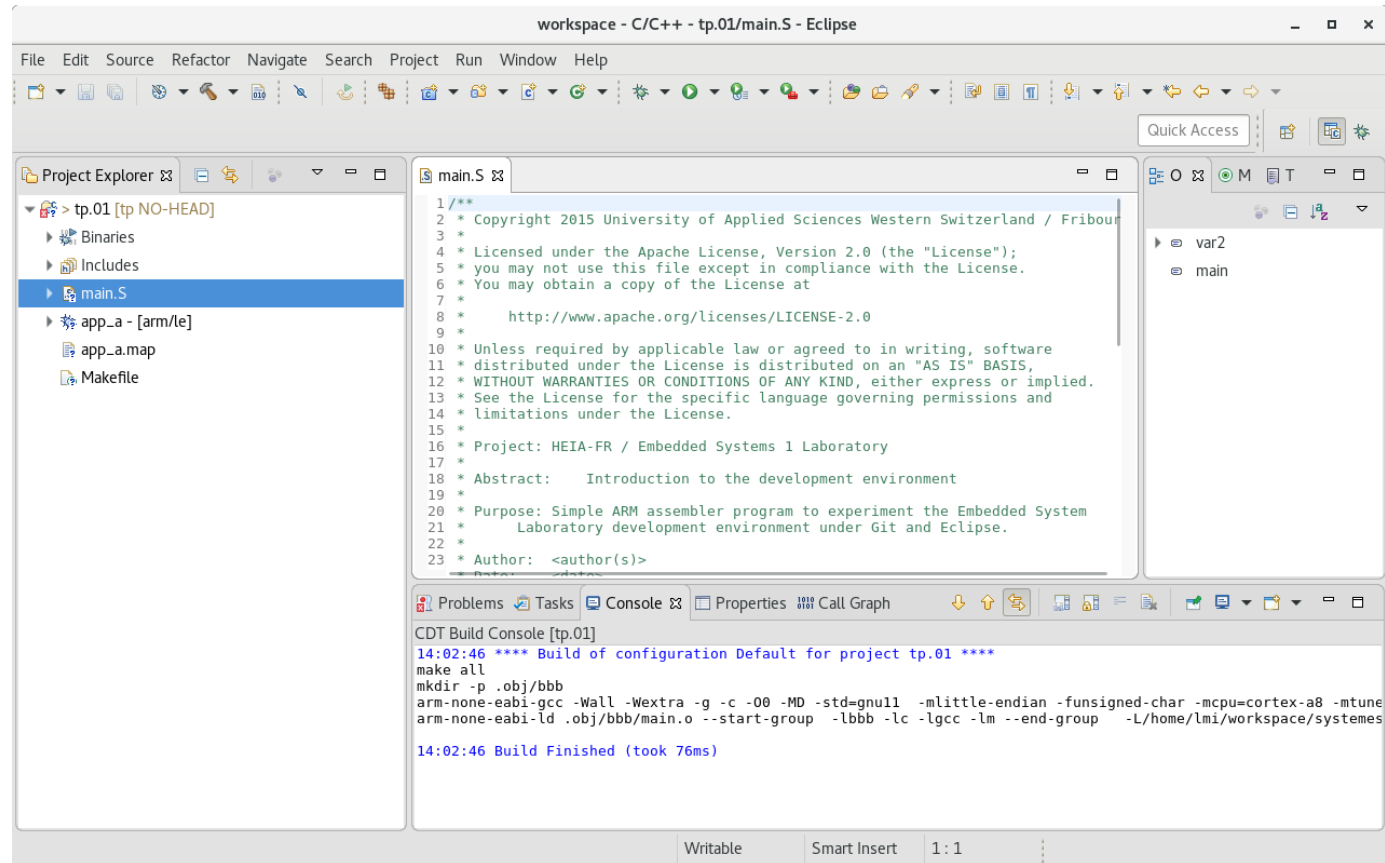 workspace - C/C++ - tp.01/main.S - Eclipse
File Edit Source Refactor Navigate Search Project Run Window Help
Quick Access
Project Explorer
> tp.01 [tp NO-HEAD]
Binaries
Includes
main.S
app_a - [arm/le]
app_a.map
Makefile
main.S
1 /**
2 * Copyright 2015 University of Applied Sciences Western Switzerland / Fribour
3 *
4 * Licensed under the Apache License, Version 2.0 (the "License");
5 * you may not use this file except in compliance with the License.
6 * You may obtain a copy of the License at
7 *
8 * http://www.apache.org/licenses/LICENSE-2.0
9 *
10 * Unless required by applicable law or agreed to in writing, software
11 * distributed under the License is distributed on an "AS IS" BASIS,
12 * WITHOUT WARRANTIES OR CONDITIONS OF ANY KIND, either express or implied.
13 * See the License for the specific language governing permissions and
14 * limitations under the License.
15 *
16 * Project: HEIA-FR / Embedded Systems 1 Laboratory
17 *
18 * Abstract: Introduction to the development environment
19 *
20 * Purpose: Simple ARM assembler program to experiment the Embedded System
21 * Laboratory development environment under Git and Eclipse.
22 *
23 * Author: <author(s)>
O M T
var2
main
Problems Tasks Console Properties Call Graph
CDT Build Console [tp.01]
14:02:46 **** Build of configuration Default for project tp.01 ****
make all
mkdir -p .obj/bbb
arm-none-eabi-gcc -Wall -Wextra -g -c -O0 -MD -std=gnu11 -mlittle-endian -funsigned-char -mcpu=cortex-a8 -mtune
arm-none-eabi-ld .obj/bbb/main.o --start-group -lbbb -lc -lgcc -lm --end-group -L/home/lmi/workspace/systemes
14:02:46 Build Finished (took 76ms)
Writable Smart Insert 1 : 1